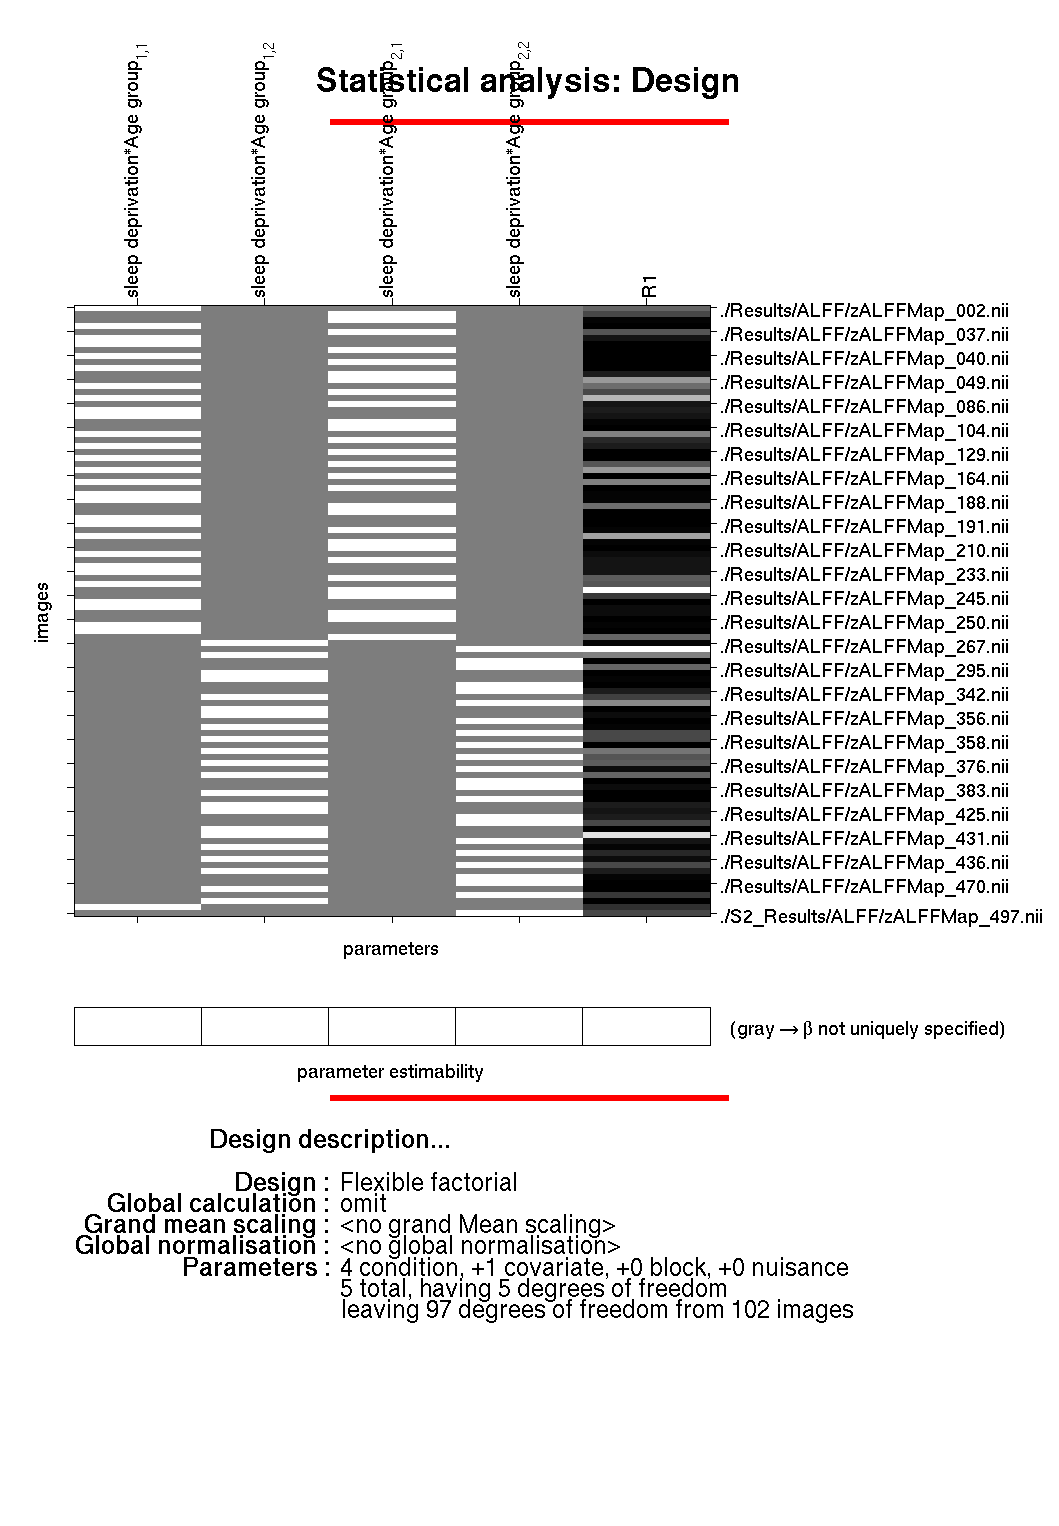 Statistical analysis: Design
sleep deprivation*Age group1,1
sleep deprivation*Age group1,2
sleep deprivation*Age group2,1
sleep deprivation*Age group2,2
R1
images
./Results/ALFF/zALFFMap_002.nii
./Results/ALFF/zALFFMap_037.nii
./Results/ALFF/zALFFMap_040.nii
./Results/ALFF/zALFFMap_049.nii
./Results/ALFF/zALFFMap_086.nii
./Results/ALFF/zALFFMap_104.nii
./Results/ALFF/zALFFMap_129.nii
./Results/ALFF/zALFFMap_164.nii
./Results/ALFF/zALFFMap_188.nii
./Results/ALFF/zALFFMap_191.nii
./Results/ALFF/zALFFMap_210.nii
./Results/ALFF/zALFFMap_233.nii
./Results/ALFF/zALFFMap_245.nii
./Results/ALFF/zALFFMap_250.nii
./Results/ALFF/zALFFMap_267.nii
./Results/ALFF/zALFFMap_295.nii
./Results/ALFF/zALFFMap_342.nii
./Results/ALFF/zALFFMap_356.nii
./Results/ALFF/zALFFMap_358.nii
./Results/ALFF/zALFFMap_376.nii
./Results/ALFF/zALFFMap_383.nii
./Results/ALFF/zALFFMap_425.nii
./Results/ALFF/zALFFMap_431.nii
./Results/ALFF/zALFFMap_436.nii
./Results/ALFF/zALFFMap_470.nii
./S2_Results/ALFF/zALFFMap_497.nii
parameters
(gray → β not uniquely specified)
parameter estimability
Design description...
Design : Flexible factorial
Global calculation : omit
Grand mean scaling : <no grand Mean scaling>
Global normalisation : <no global normalisation>
Parameters : 4 condition, +1 covariate, +0 block, +0 nuisance
5 total, having 5 degrees of freedom
leaving 97 degrees of freedom from 102 images